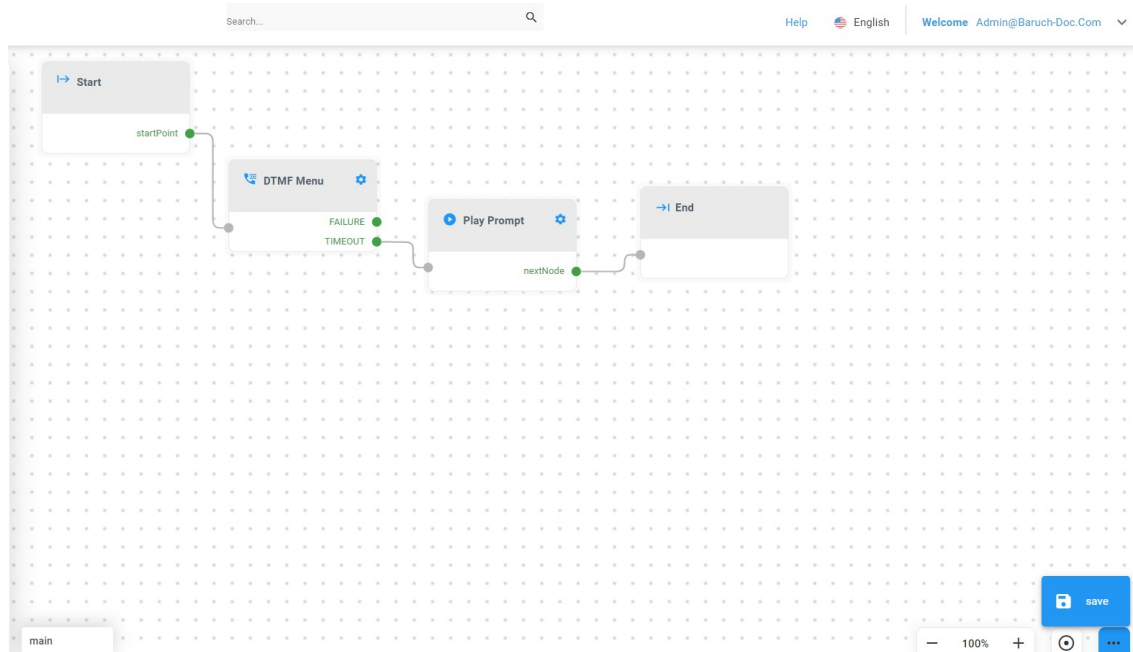 Search...
Help English Welcome Admin@Baruch-Doc.Com
Start
startPoint
DTMF Menu
FAILURE
TIMEOUT
Play Prompt
nextNode
End
save
main
100%